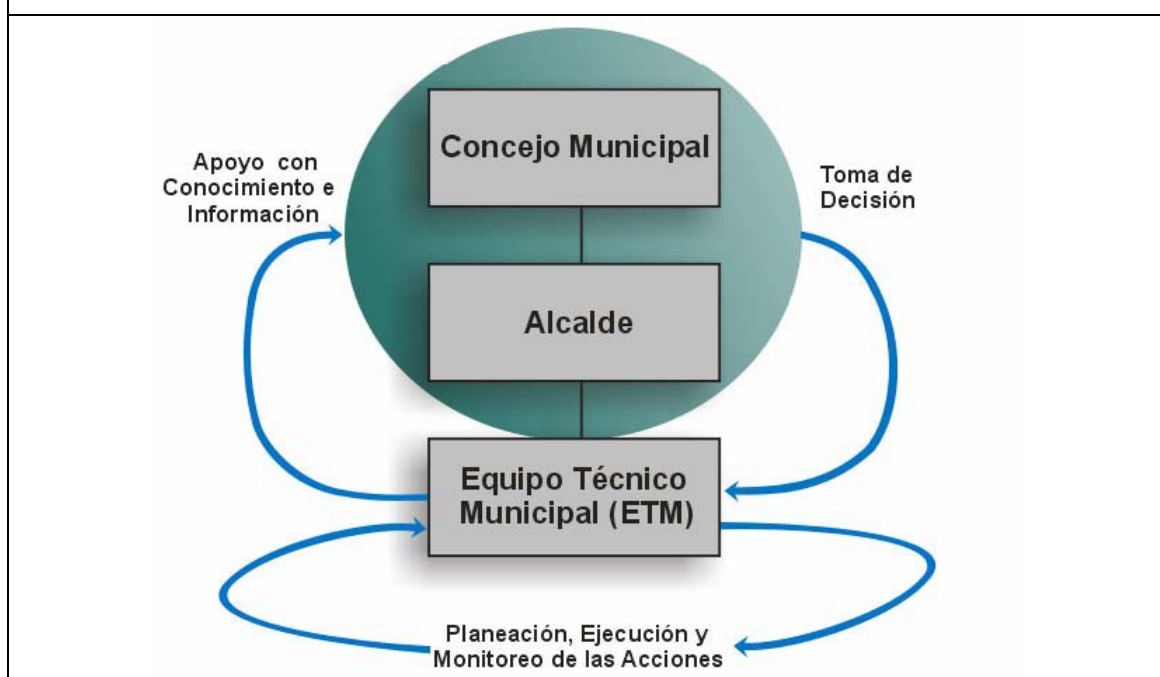 Concejo Municipal
Apoyo con
Conocimiento e
Información
Toma de
Decisión
Alcalde
Equipo Técnico
Municipal (ETM)
Planeación, Ejecución y
Monitoreo de las Acciones